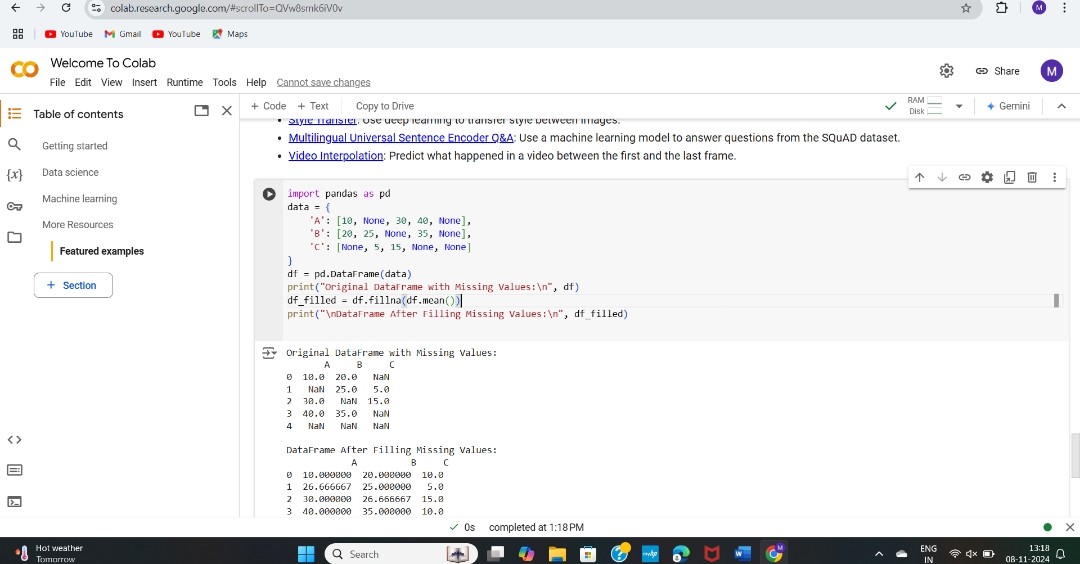 colab.research.google.com/#scrollTo=QVw8smk6iV0v
M
YouTube Gmail YouTube Maps
Welcome To Colab
File Edit View Insert Runtime Tools Help Cannot save changes
Share
M
Table of contents
+ Code + Text Copy to Drive
RAM
Disk
Gemini
Getting started
Data science
Machine learning
More Resources
Featured examples
+ Section
• Style Transfer: Use deep learning to transfer style between images.
• Multilingual Universal Sentence Encoder Q&A: Use a machine learning model to answer questions from the SQuAD dataset.
• Video Interpolation: Predict what happened in a video between the first and the last frame.
import pandas as pd
data = {
'A': [10, None, 30, 40, None],
'B': [20, 25, None, 35, None],
'C': [None, 5, 15, None, None]
}
df = pd.DataFrame(data)
print("Original DataFrame with Missing Values:\n", df)
df_filled = df.fillna(df.mean())
print("\nDataFrame After Filling Missing Values:\n", df_filled)
Original DataFrame with Missing Values:
A B C
0 10.0 20.0 NaN
1 NaN 25.0 5.0
2 30.0 NaN 15.0
3 40.0 35.0 NaN
4 NaN NaN NaN
DataFrame After Filling Missing Values:
A B C
0 10.000000 20.000000 10.0
1 26.666667 25.000000 5.0
2 30.000000 26.666667 15.0
3 40.000000 35.000000 10.0
0s completed at 1:18 PM
Hot weather
Tomorrow
Search
ENG
IN
13:18
08-11-2024